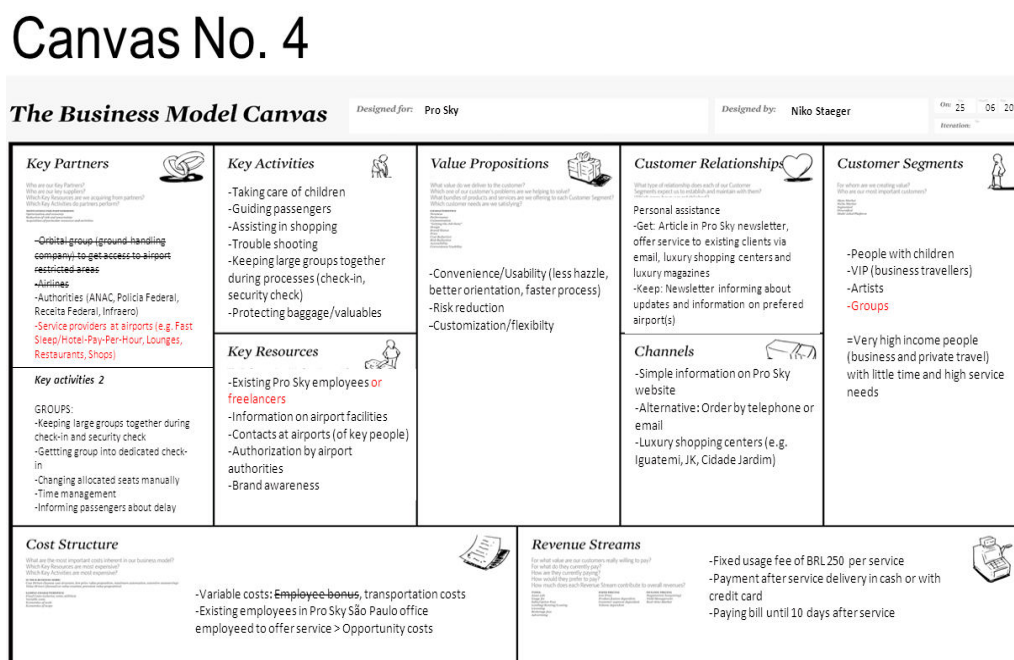 Canvas No. 4
The Business Model Canvas
Designed for:
Pro Sky
Designed by:
Niko Staeger
On: 25 06 20
Iteration:
Key Partners
Who are our Key Partners?
Who are our key suppliers?
Which Key Resources are we acquiring from partners?
Which Key Activities do partners perform?
-Orbital group (ground handling
company) to get access to airport
restricted areas
-Airlines
-Authorities (ANAC, Policia Federal,
Receita Federal, Infraero)
-Service providers at airports (e.g. Fast
Sleep/Hotel-Pay-Per-Hour, Lounges,
Restaurants, Shops)
Key activities 2
GROUPS:
-Keeping large groups together during
check-in and security check
-Gettting group into dedicated check-
in
-Changing allocated seats manually
-Time management
-Informing passengers about delay
Key Activities
-Taking care of children
-Guiding passengers
-Assisting in shopping
-Trouble shooting
-Keeping large groups together
during processes (check-in,
security check)
-Protecting baggage/valuables
Key Resources
-Existing Pro Sky employees or
freelancers
-Information on airport facilities
-Contacts at airports (of key people)
-Authorization by airport
authorities
-Brand awareness
Value Propositions
What value do we deliver to the customer?
Which one of our customer's problems are we helping to solve?
What bundles of products and services are we offering to each Customer Segment?
Which customer needs are we satisfying?
-Convenience/Usability (less hazzle,
better orientation, faster process)
-Risk reduction
-Customization/flexibilty
Customer Relationships
What type of relationship does each of our Customer
Segments expect us to establish and maintain with them?
Personal assistance
-Get: Article in Pro Sky newsletter,
offer service to existing clients via
email, luxury shopping centers and
luxury magazines
-Keep: Newsletter informing about
updates and information on prefered
airport(s)
Channels
-Simple information on Pro Sky
website
-Alternative: Order by telephone or
email
-Luxury shopping centers (e.g.
Iguatemi, JK, Cidade Jardim)
Customer Segments
For whom are we creating value?
Who are our most important customers?
-People with children
-VIP (business travellers)
-Artists
-Groups
=Very high income people
(business and private travel)
with little time and high service
needs
Cost Structure
What are the most important costs inherent in our business model?
Which Key Resources are most expensive?
Which Key Activities are most expensive?
-Variable costs: Employee bonus, transportation costs
-Existing employees in Pro Sky São Paulo office
employeed to offer service > Opportunity costs
Revenue Streams
For what value are our customers really willing to pay?
For what do they currently pay?
How are they currently paying?
How would they prefer to pay?
How much does each Revenue Stream contribute to overall revenues?
-Fixed usage fee of BRL 250 per service
-Payment after service delivery in cash or with
credit card
-Paying bill until 10 days after service